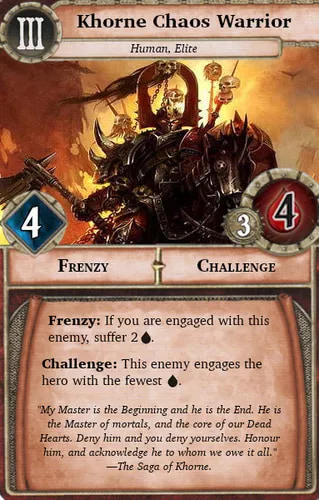 III
Khorne Chaos Warrior
Human, Elite
4
3
4
Frenzy
Challenge
Frenzy: If you are engaged with this
enemy, suffer 2
Challenge: This enemy engages the
hero with the fewest
"My Master is the Beginning and he is the End. He is
the Master of mortals, and the core of our Dead
Hearts. Deny him and you deny yourselves. Honour
him, and acknowledge he to whom we owe it all."
—The Saga of Khorne.